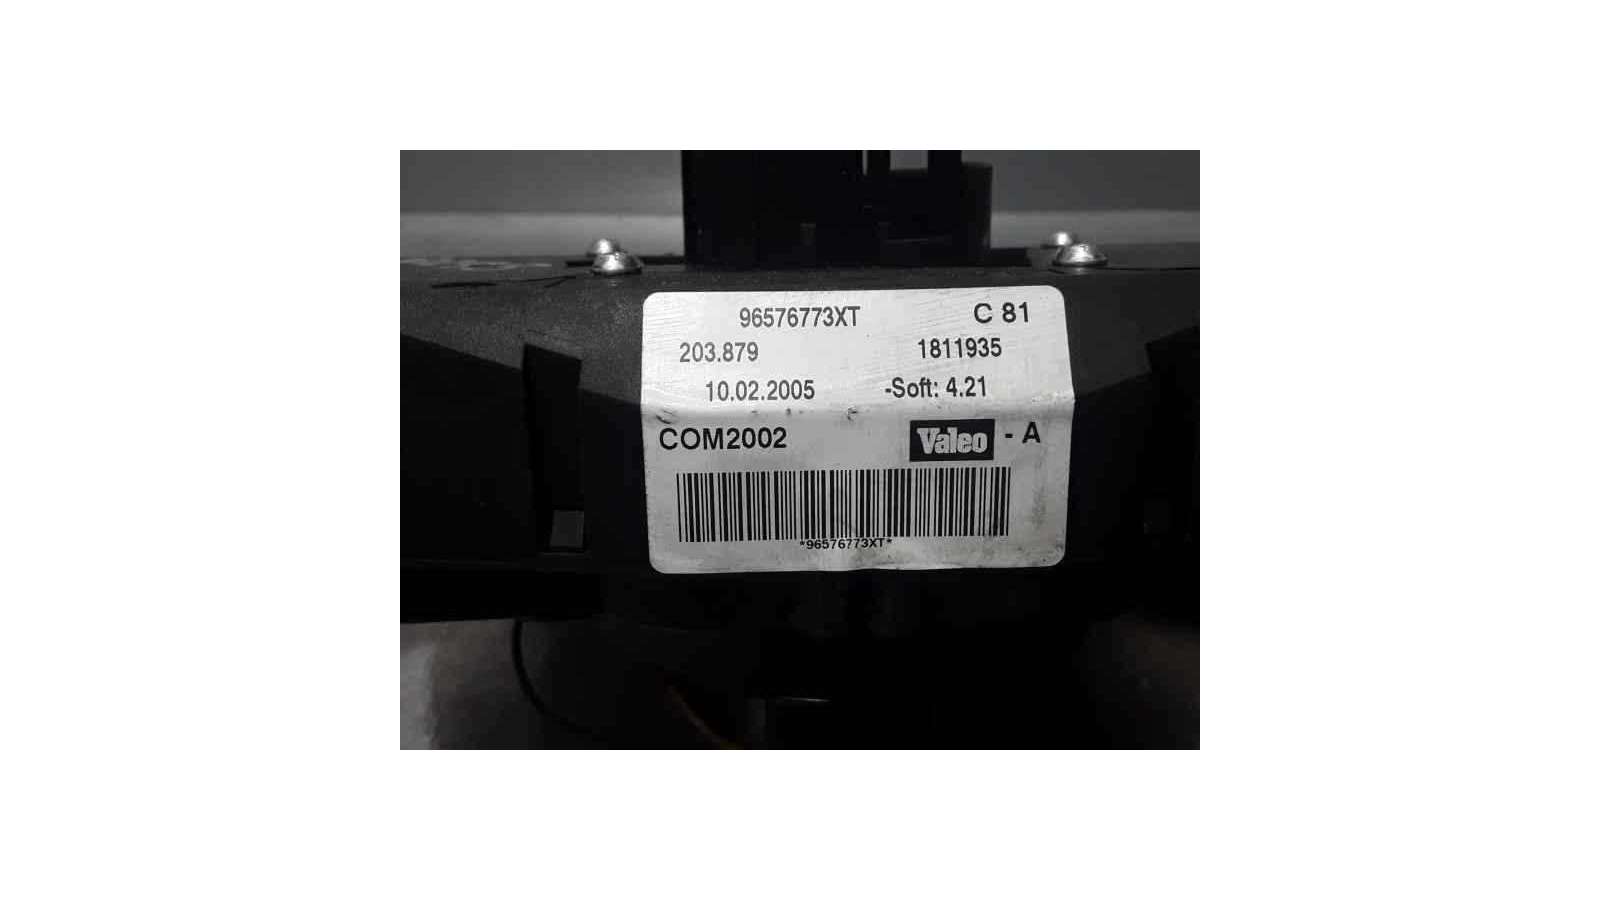 96576773XT C 81
203.879 1811935
10.02.2005 -Soft: 4.21
COM2002 Valeo - A
*96576773XT*